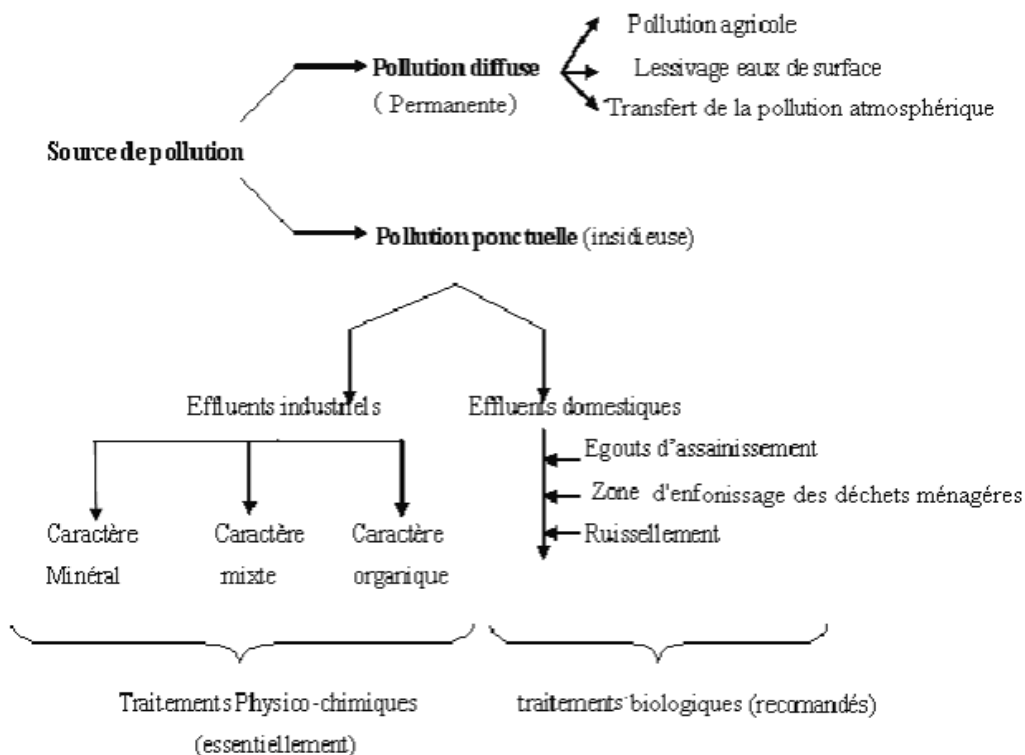 Pollution agricole
Pollution diffuse
Lessivage eaux de surface
( Permanente)
Transfert de la pollution atmosphérique
Source de pollution
Pollution ponctuelle (insidieuse)
Effluents industriels
Effluents domestiques
Egouts d'assainissement
Zone d'enfonissage des déchets ménagéres
Ruissellement
Caractère
Minéral
Caractère
mixte
Caractère
organique
Traitements Physico-chimiques
(essentiellement)
traitements biologiques (recomandés)